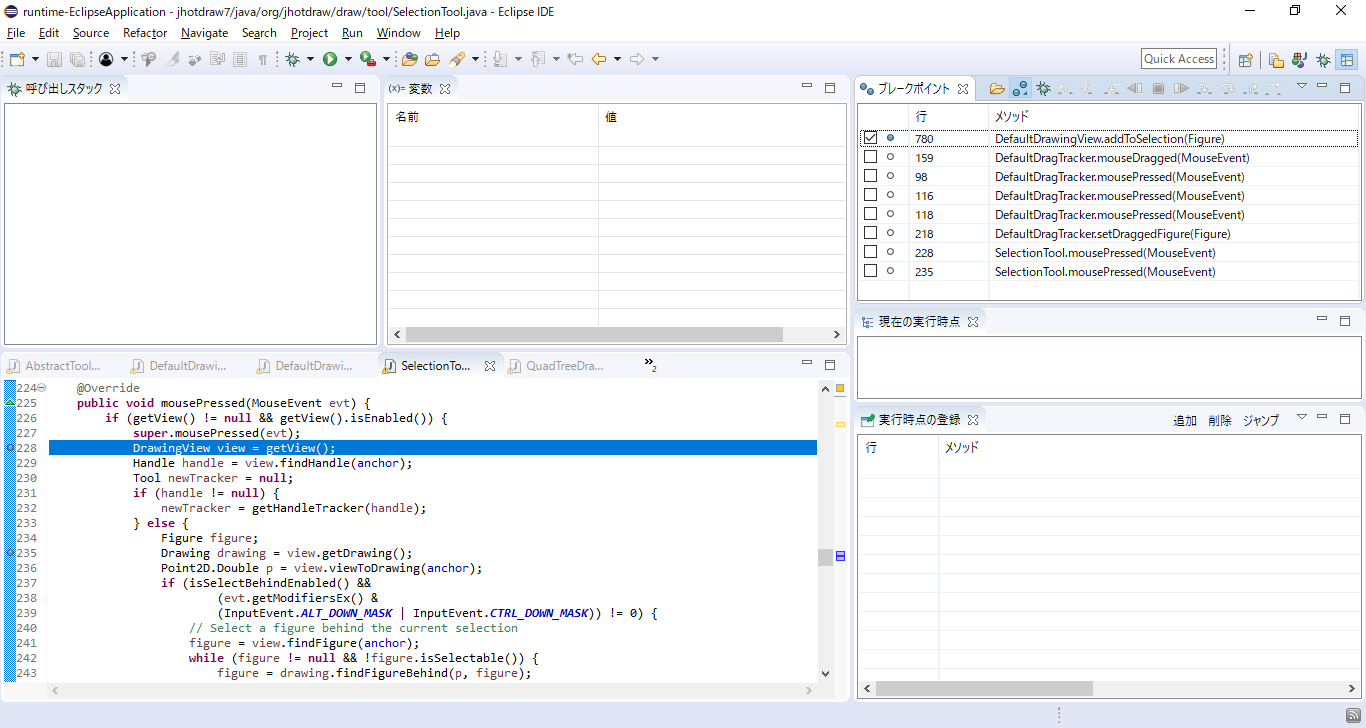 runtime-EclipseApplication - jhotdraw7/java/org/jhotdraw/draw/tool/SelectionTool.java - Eclipse IDE
File Edit Source Refactor Navigate Search Project Run Window Help
Quick Access
呼び出しスタック
(x)= 変数
名前 値
ブレークポイント
行 メソッド
780 DefaultDrawingView.addToSelection(Figure)
159 DefaultDragTracker.mouseDragged(MouseEvent)
98 DefaultDragTracker.mousePressed(MouseEvent)
116 DefaultDragTracker.mousePressed(MouseEvent)
118 DefaultDragTracker.mousePressed(MouseEvent)
218 DefaultDragTracker.setDraggedFigure(Figure)
228 SelectionTool.mousePressed(MouseEvent)
235 SelectionTool.mousePressed(MouseEvent)
現在の実行時点
実行時点の登録 追加 削除 ジャンプ
行 メソッド
AbstractTool... DefaultDrawi... DefaultDrawi... SelectionTo... QuadTreeDra... »2
224 @Override
225 public void mousePressed(MouseEvent evt) {
226 if (getView() != null && getView().isEnabled()) {
227 super.mousePressed(evt);
228 DrawingView view = getView();
229 Handle handle = view.findHandle(anchor);
230 Tool newTracker = null;
231 if (handle != null) {
232 newTracker = getHandleTracker(handle);
233 } else {
234 Figure figure;
235 Drawing drawing = view.getDrawing();
236 Point2D.Double p = view.viewToDrawing(anchor);
237 if (isSelectBehindEnabled() &&
238 (evt.getModifiersEx() &
239 (InputEvent.ALT_DOWN_MASK | InputEvent.CTRL_DOWN_MASK)) != 0) {
240 // Select a figure behind the current selection
241 figure = view.findFigure(anchor);
242 while (figure != null && !figure.isSelectable()) {
243 figure = drawing.findFigureBehind(p, figure);